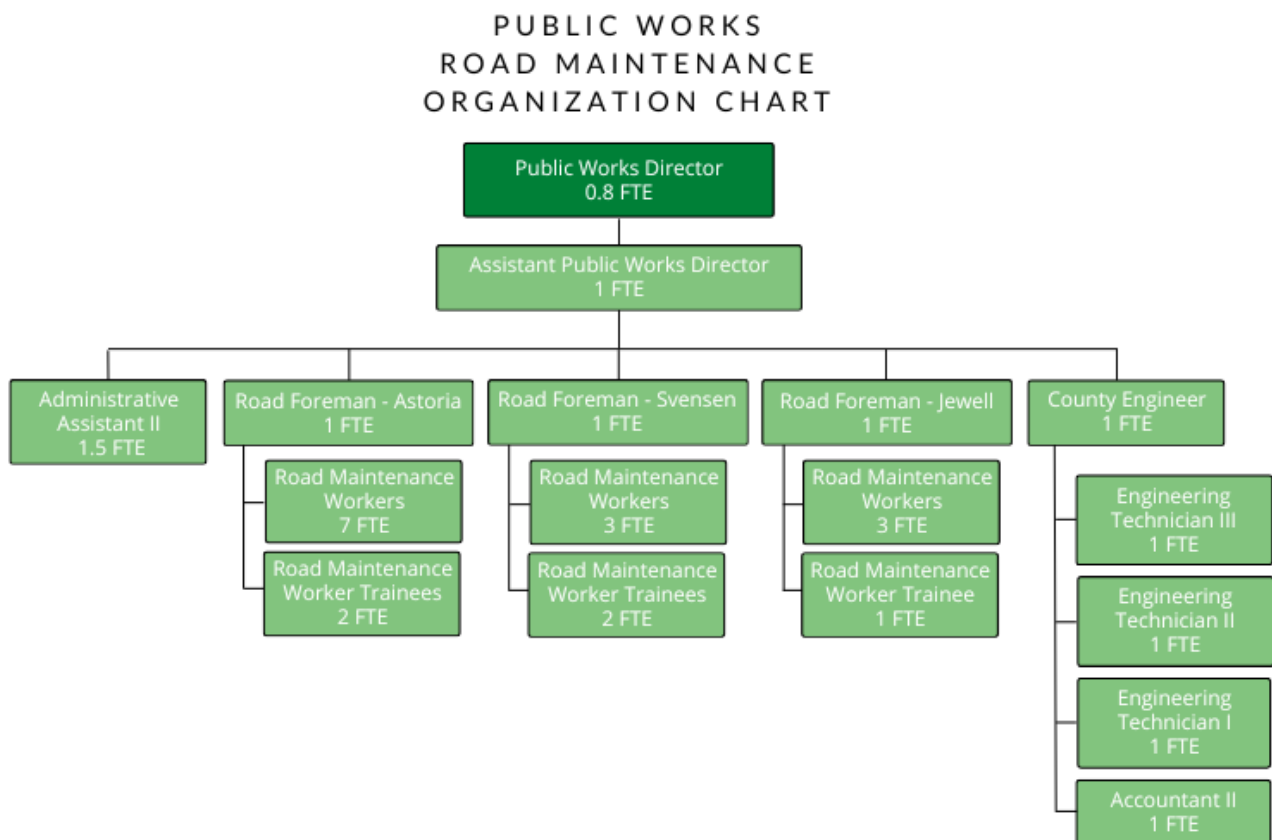 PUBLIC WORKS
ROAD MAINTENANCE
ORGANIZATION CHART
Public Works Director
0.8 FTE
Assistant Public Works Director
1 FTE
Administrative
Assistant II
1.5 FTE
Road Foreman - Astoria
1 FTE
Road Maintenance
Workers
7 FTE
Road Maintenance
Worker Trainees
2 FTE
Road Foreman - Svensen
1 FTE
Road Maintenance
Workers
3 FTE
Road Maintenance
Worker Trainees
2 FTE
Road Foreman - Jewell
1 FTE
Road Maintenance
Workers
3 FTE
Road Maintenance
Worker Trainee
1 FTE
County Engineer
1 FTE
Engineering
Technician III
1 FTE
Engineering
Technician II
1 FTE
Engineering
Technician I
1 FTE
Accountant II
1 FTE